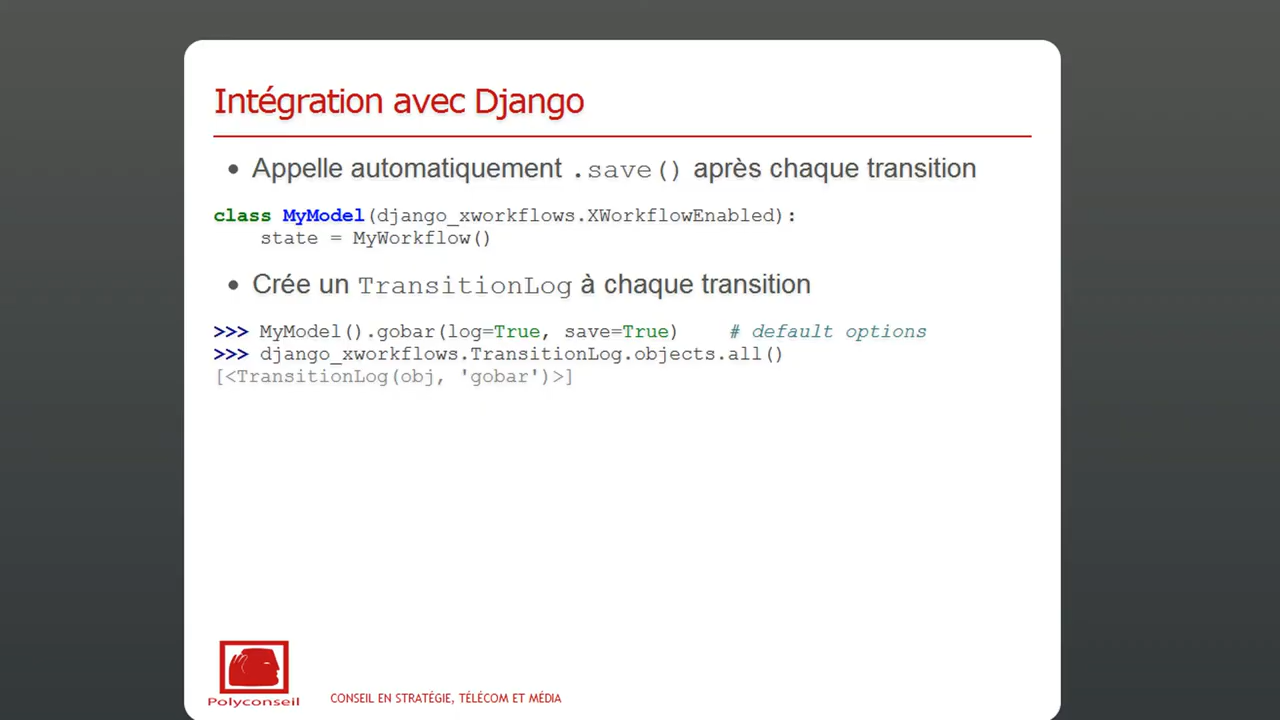 Intégration avec Django
• Appelle automatiquement .save() après chaque transition
class MyModel(django_xworkflows.XWorkflowEnabled):
    state = MyWorkflow()
• Crée un TransitionLog à chaque transition
>>> MyModel().gobar(log=True, save=True)    # default options
>>> django_xworkflows.TransitionLog.objects.all()
[<TransitionLog(obj, 'gobar')>]
Polyconseil
CONSEIL EN STRATÉGIE, TÉLÉCOM ET MÉDIA